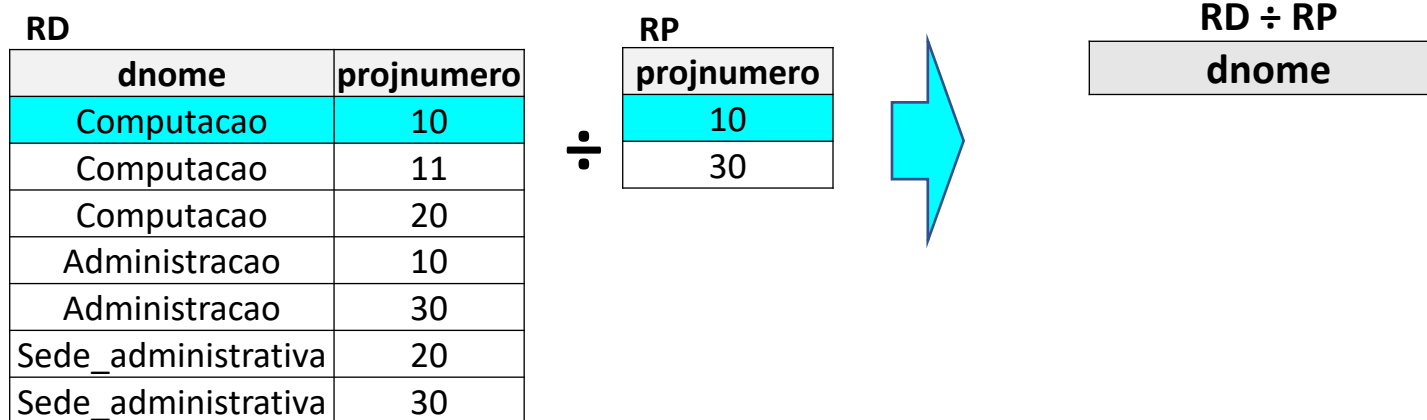 RD
dnome projnumero
Computacao 10
Computacao 11
Computacao 20
Administracao 10
Administracao 30
Sede_administrativa 20
Sede_administrativa 30
÷
RP
projnumero
10
30
RD ÷ RP
dnome